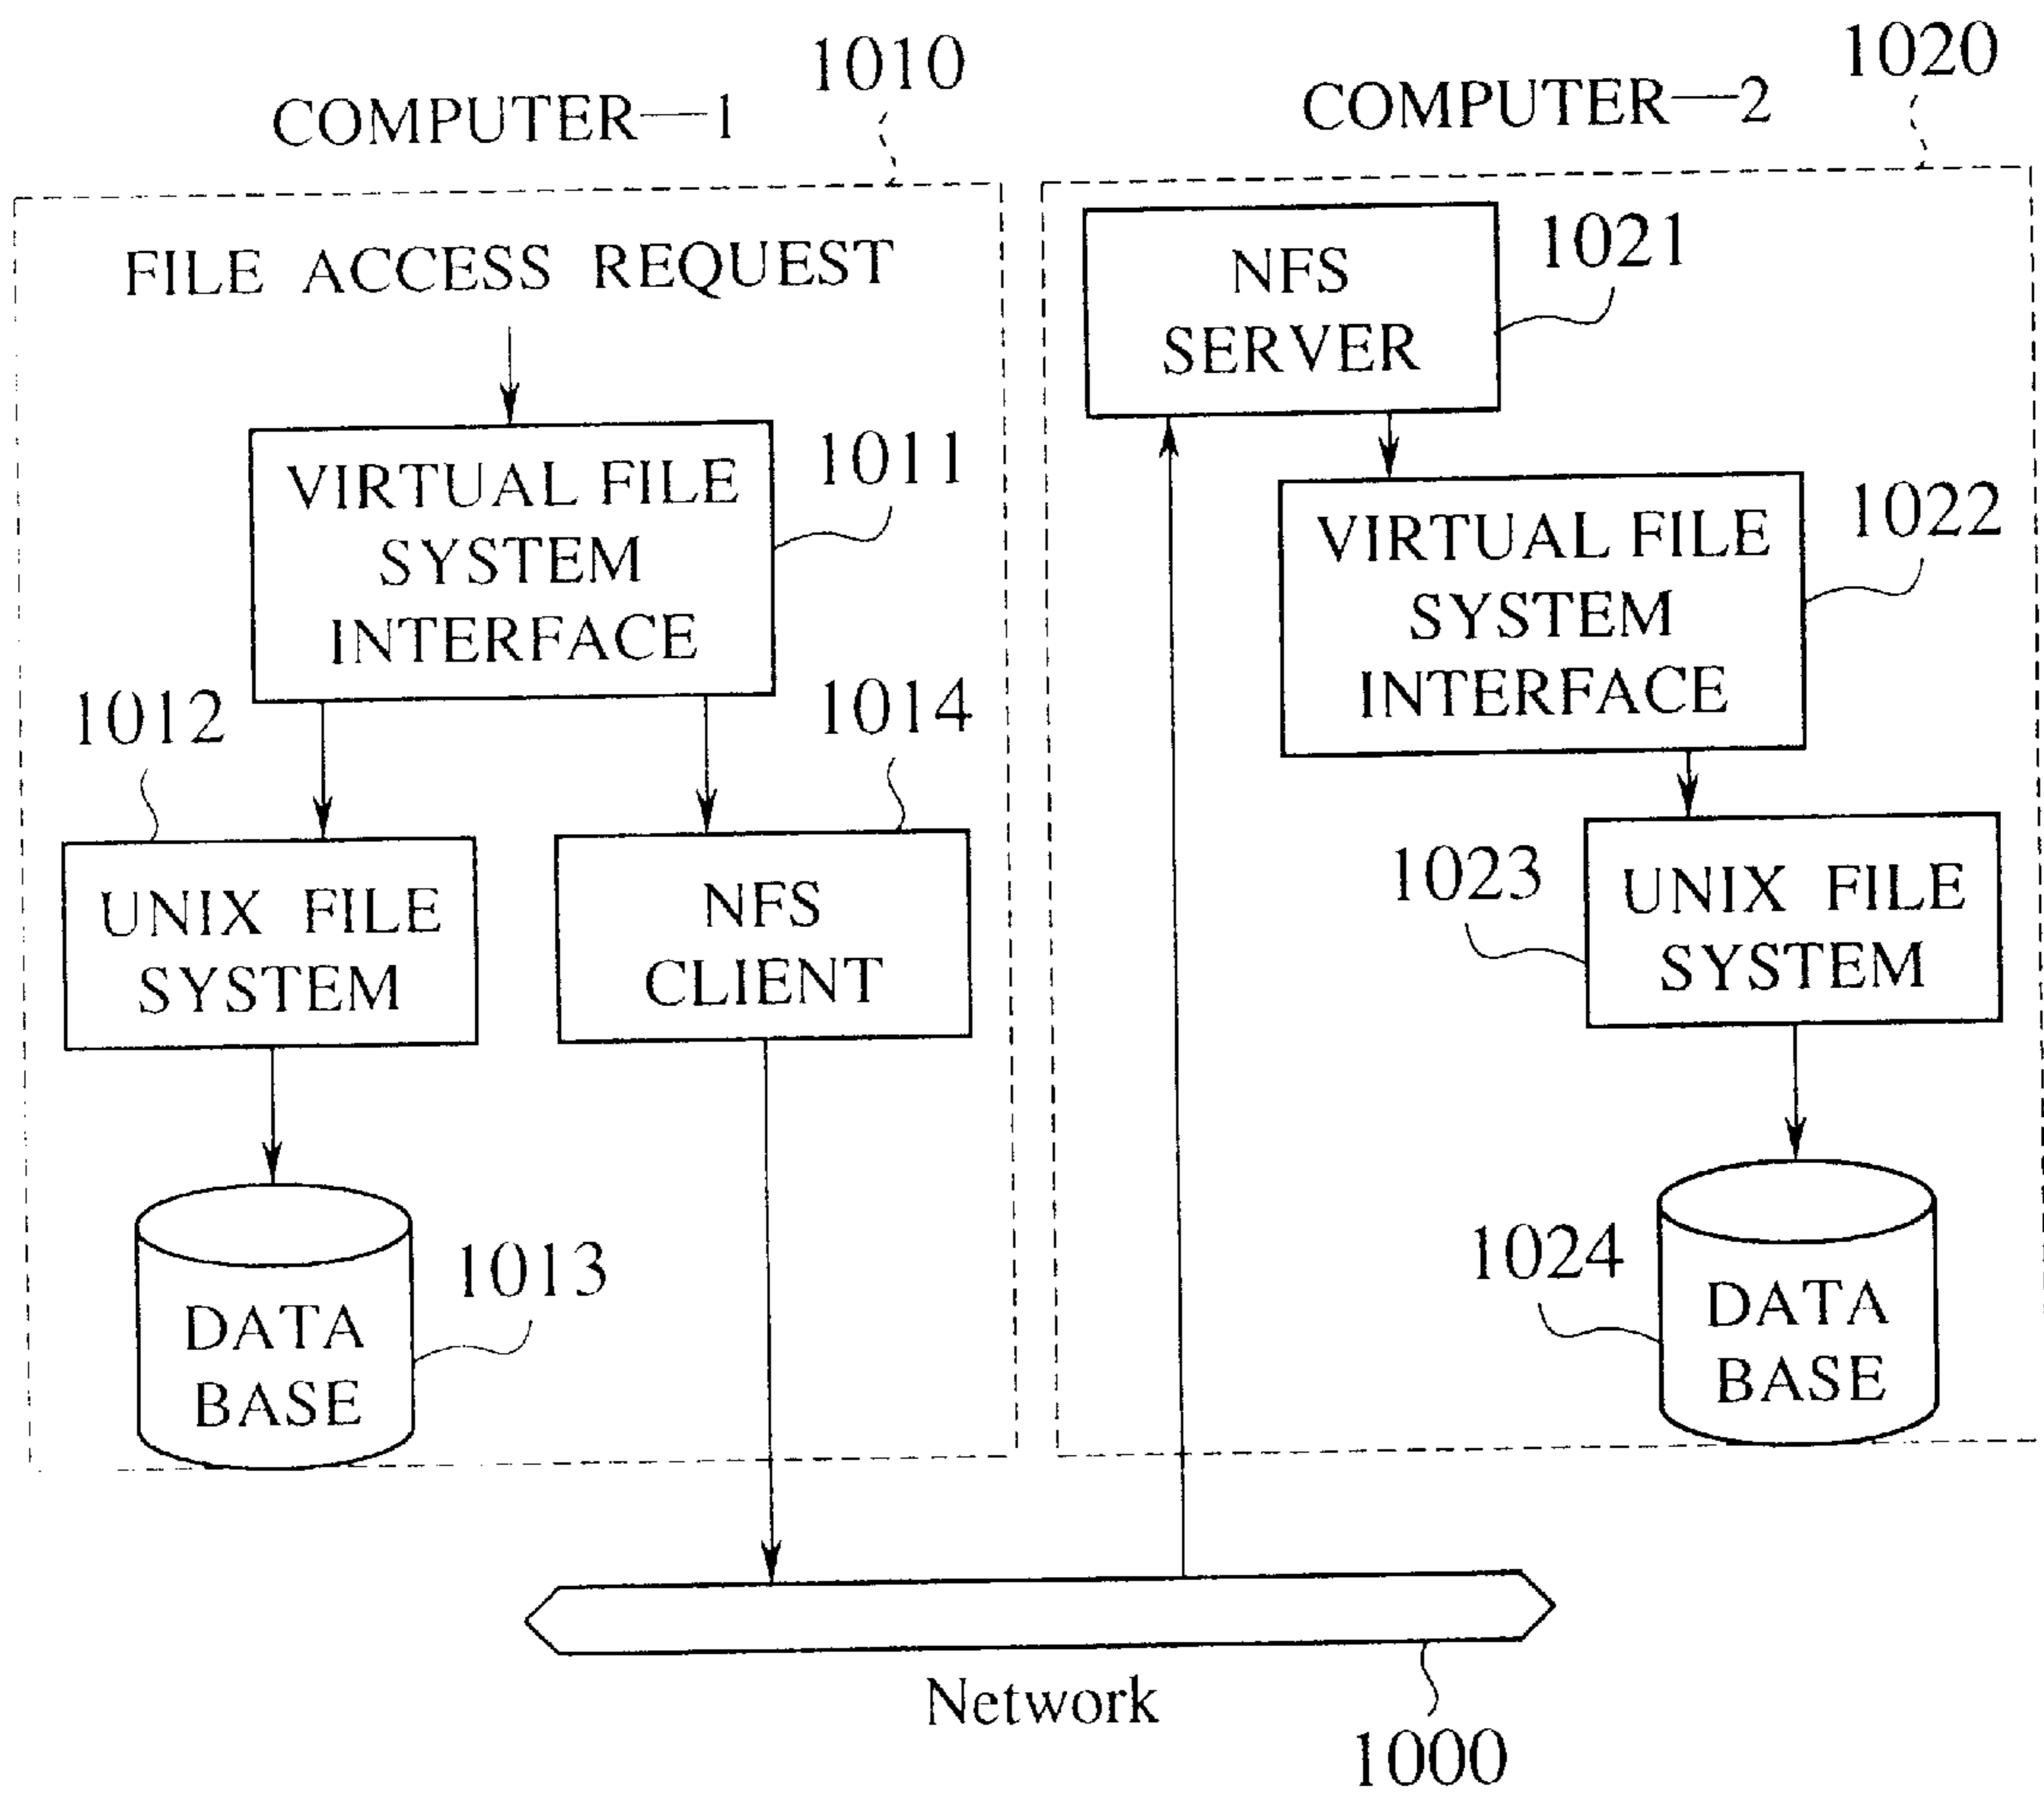 1010
1020
COMPUTER—1
COMPUTER—2
FILE ACCESS REQUEST
NFS
SERVER
1021
VIRTUAL FILE
SYSTEM
INTERFACE
1011
VIRTUAL FILE
SYSTEM
INTERFACE
1022
1012
1014
UNIX FILE
SYSTEM
NFS
CLIENT
1023
UNIX FILE
SYSTEM
DATA
BASE
1013
1024
DATA
BASE
Network
1000